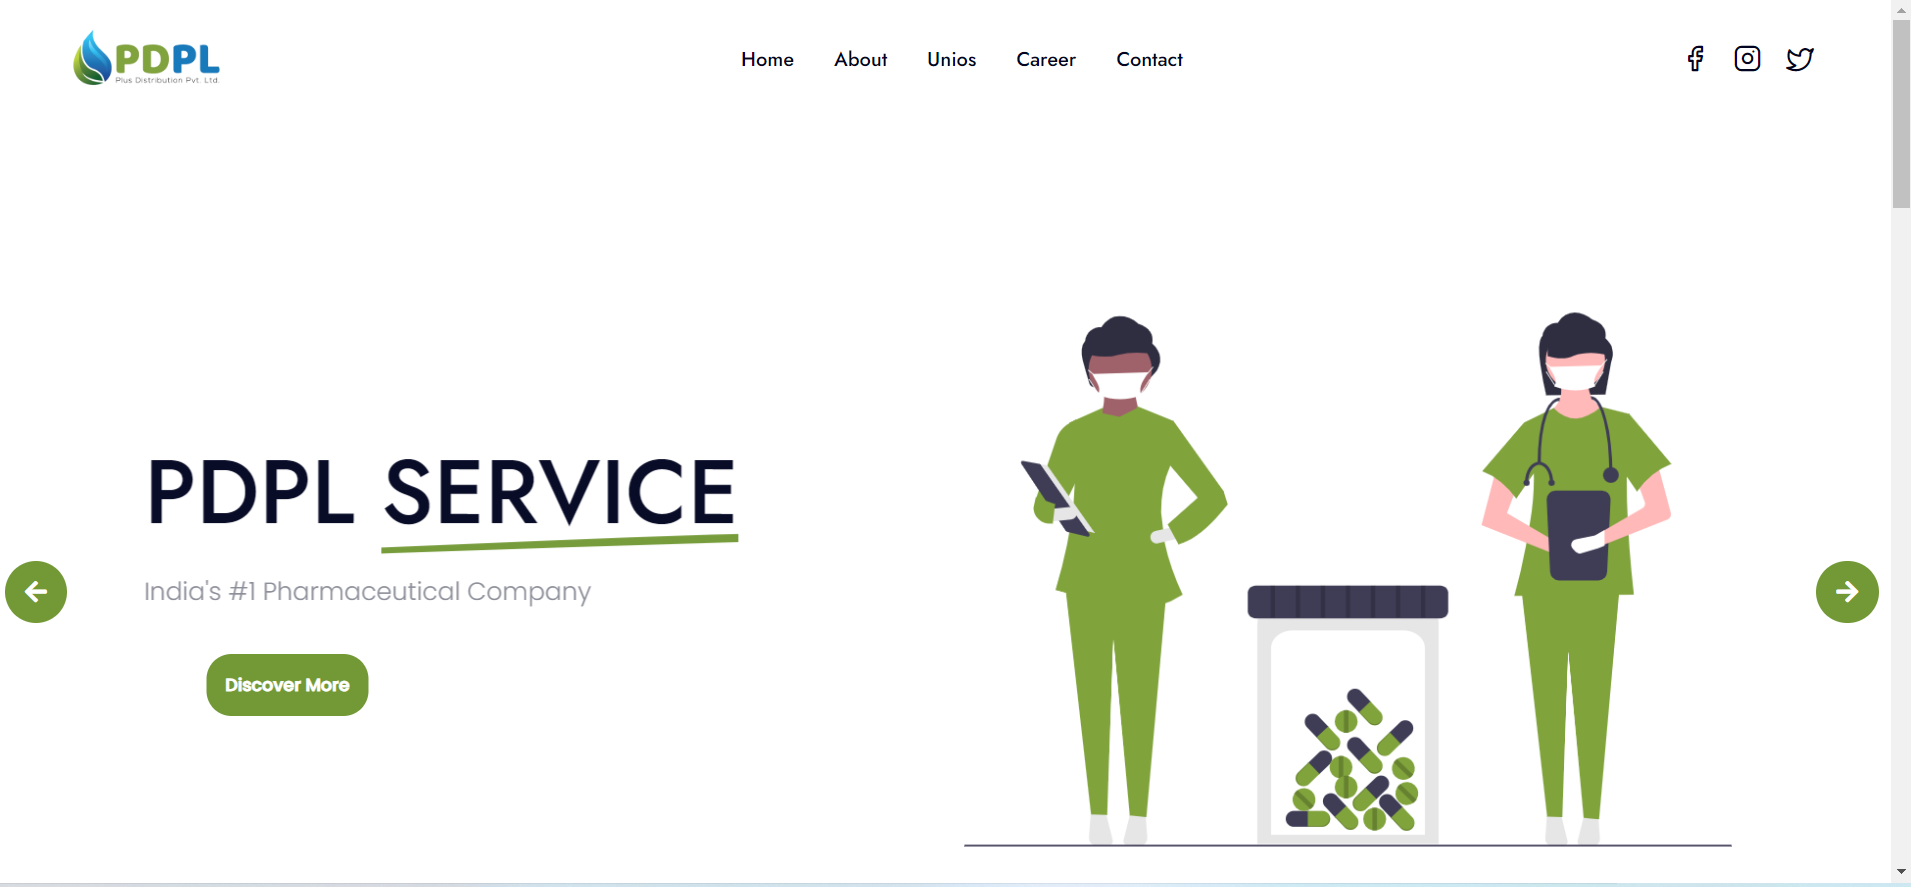 PDPL
Plus Distribution Pvt. Ltd.
Home About Unios Career Contact
PDPL SERVICE
India's #1 Pharmaceutical Company
Discover More